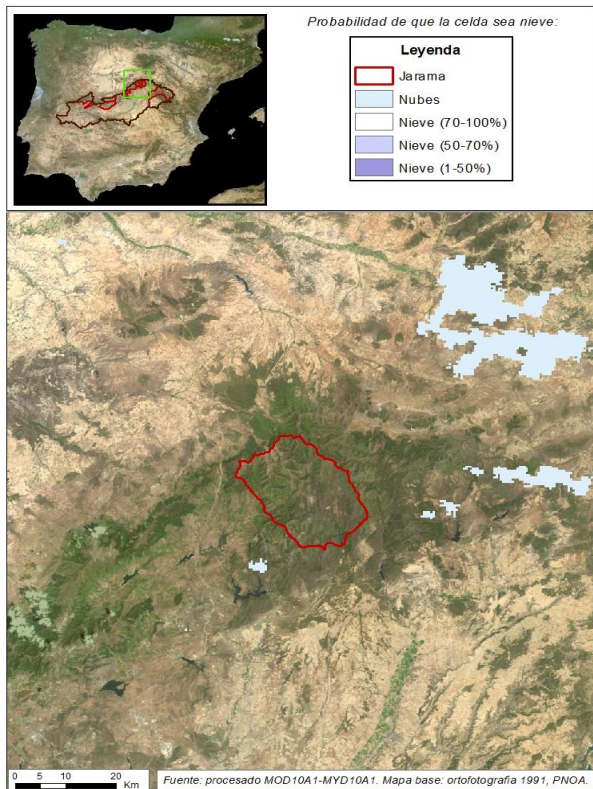 Probabilidad de que la celda sea nieve:
Leyenda
Jarama
Nubes
Nieve (70-100%)
Nieve (50-70%)
Nieve (1-50%)
0 5 10 20
Km
Fuente: procesado MOD10A1-MYD10A1. Mapa base: ortofotografia 1991, PNOA.